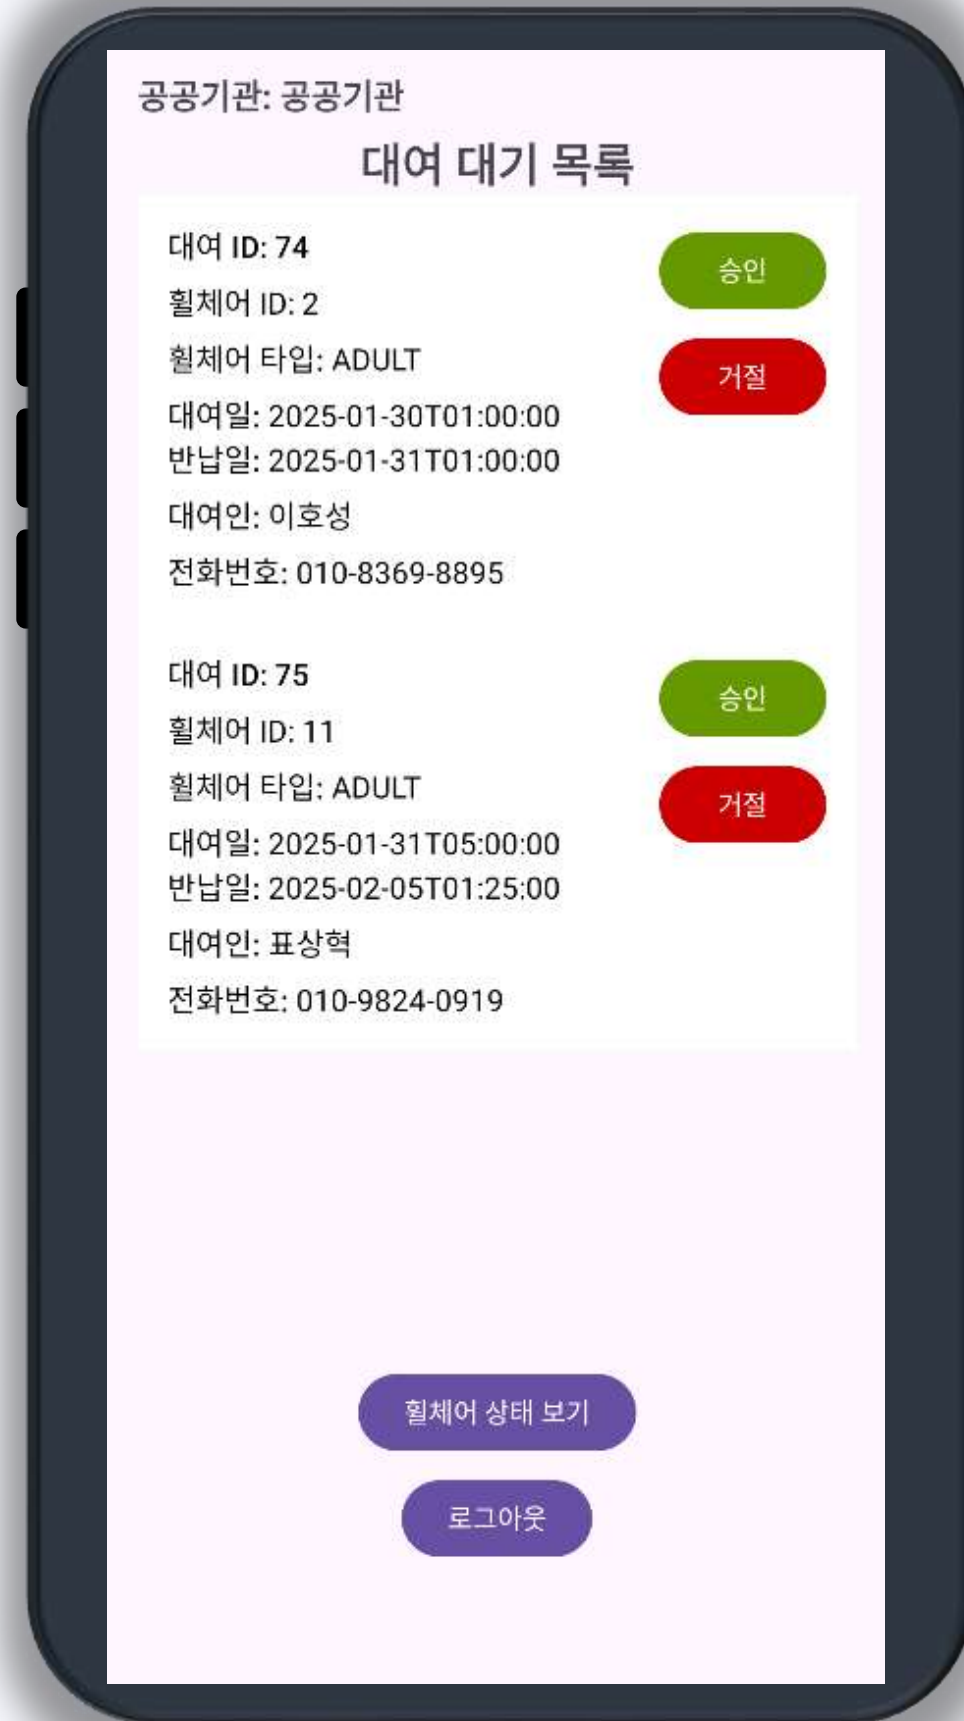 공공기관: 공공기관
대여 대기 목록
대여 ID: 74
승인
휠체어 ID: 2
휠체어 타입: ADULT
거절
대여일: 2025-01-30T01:00:00
반납일: 2025-01-31T01:00:00
대여인: 이호성
전화번호: 010-8369-8895
대여 ID: 75
승인
휠체어 ID: 11
휠체어 타입: ADULT
거절
대여일: 2025-01-31T05:00:00
반납일: 2025-02-05T01:25:00
대여인: 표상혁
전화번호: 010-9824-0919
휠체어 상태 보기
로그아웃